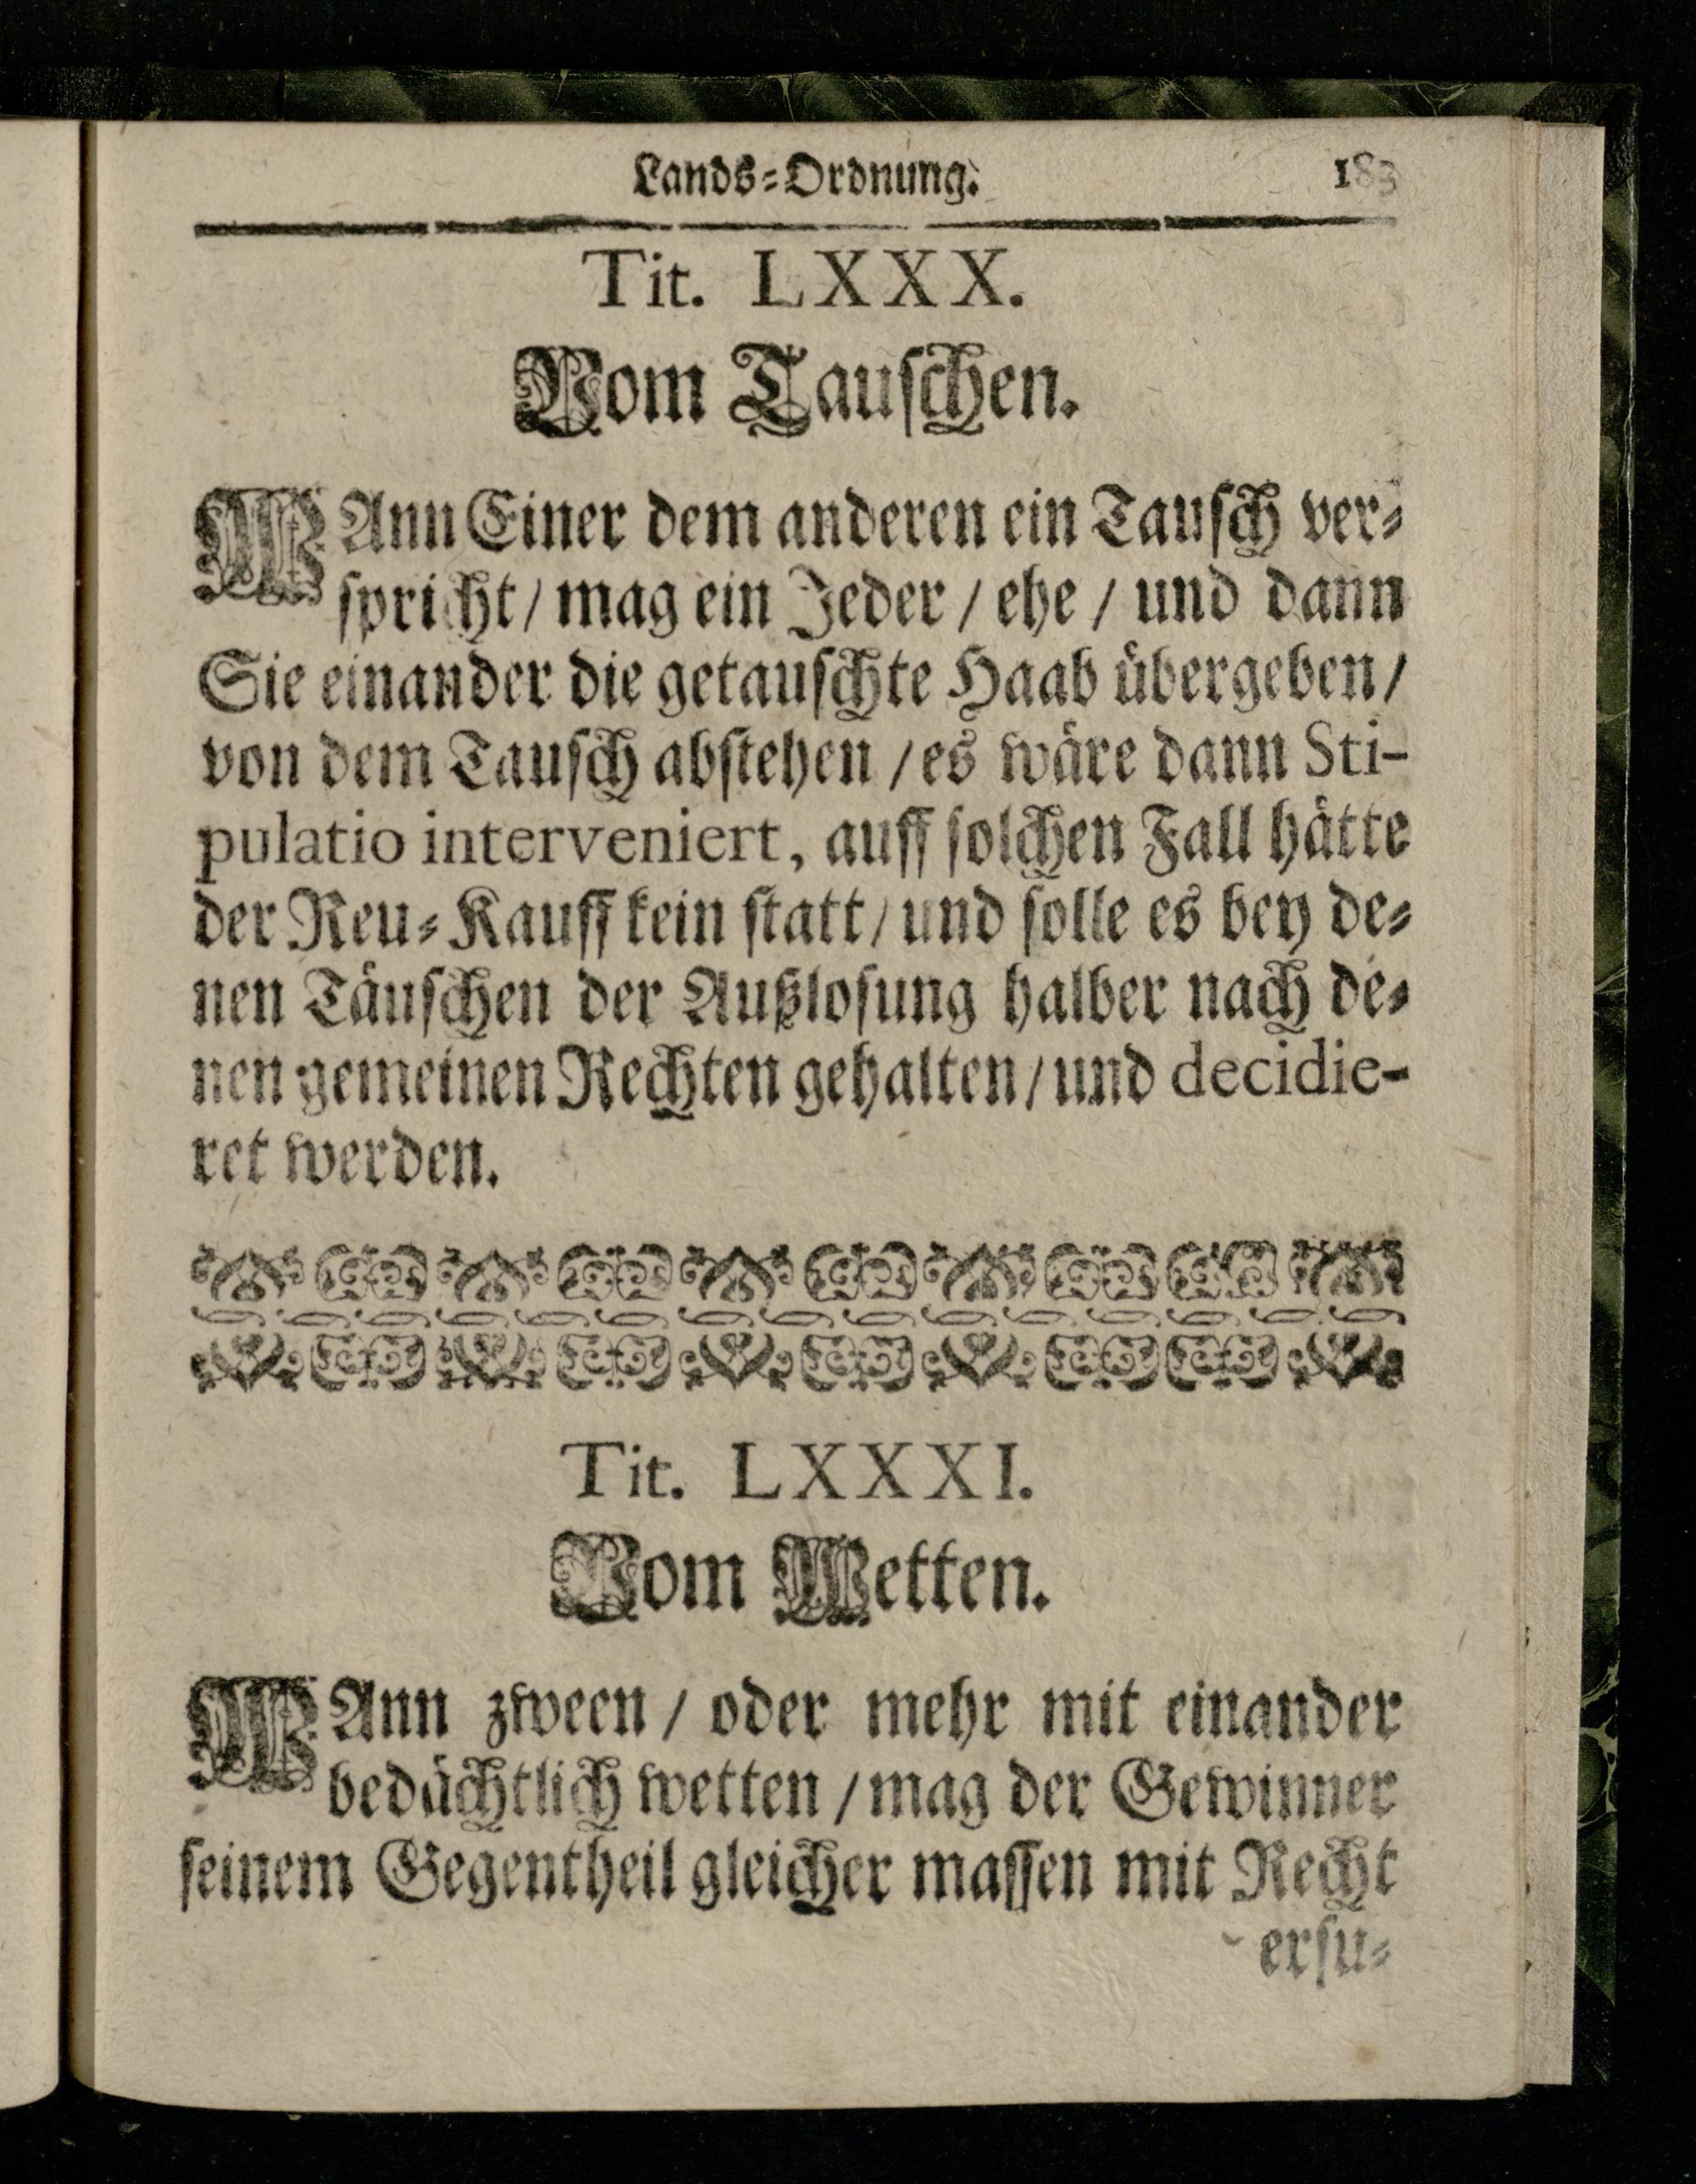 Lands-Ordnung. 183
Tit. LXXX.
Vom Tauschen.
WAnn Einer dem anderen ein Tausch ver-
spricht / mag ein Jeder / ehe / und dann
Sie einander die getauschte Haab übergeben /
von dem Tausch abstehen / es wäre dann Sti-
pulatio interveniert, auff solchen Fall hätte
der Reu-Kauff kein statt / und solle es bey de-
nen Täuschen der Außlosung halber nach de-
nen gemeinen Rechten gehalten / und decidie-
ret werden.
Tit. LXXXI.
Vom Wetten.
WAnn zween / oder mehr mit einander
bedächtlich wetten / mag der Gewinner
seinem Gegentheil gleicher massen mit Recht
ersu-